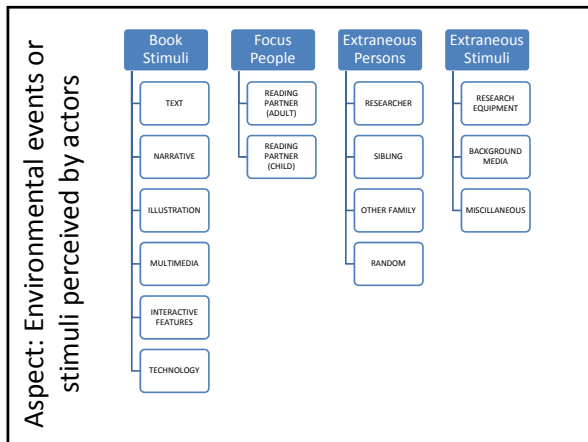 Aspect: Environmental events or
stimuli perceived by actors
Book
Stimuli
TEXT
NARRATIVE
ILLUSTRATION
MULTIMEDIA
INTERACTIVE
FEATURES
TECHNOLOGY
Focus
People
READING
PARTNER
(ADULT)
READING
PARTNER
(CHILD)
Extraneous
Persons
RESEARCHER
SIBLING
OTHER FAMILY
RANDOM
Extraneous
Stimuli
RESEARCH
EQUIPMENT
BACKGROUND
MEDIA
MISCILLANEOUS